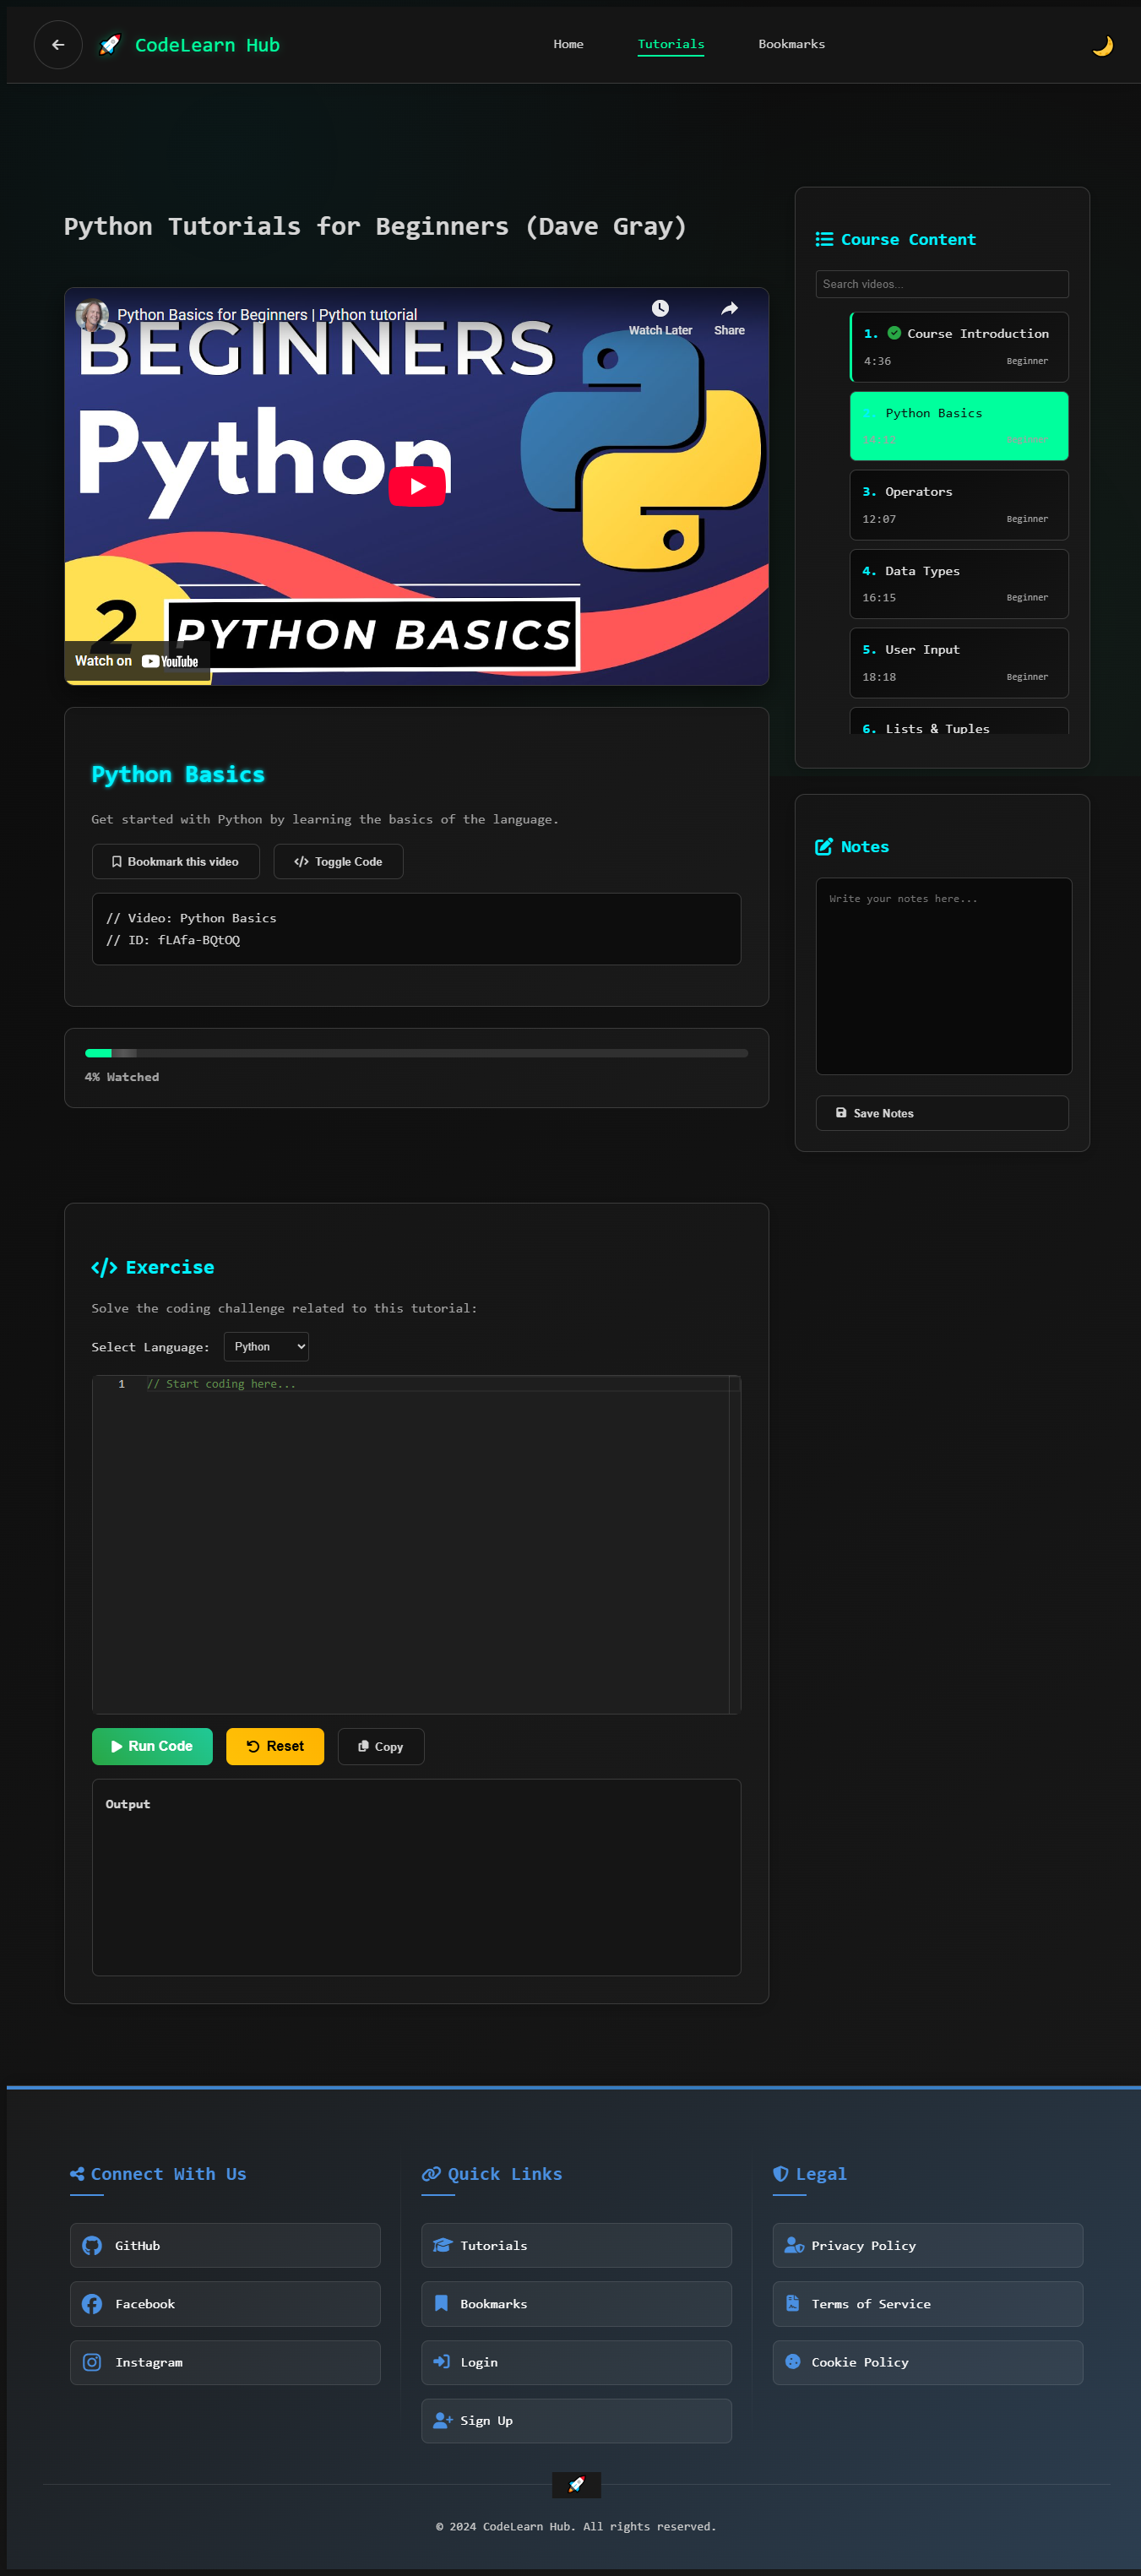 CodeLearn Hub
Home
Tutorials
Bookmarks
Python Tutorials for Beginners (Dave Gray)
Python Basics for Beginners | Python tutorial
Watch Later
Share
BEGINNERS
Python
2
PYTHON BASICS
Watch on YouTube
Python Basics
Get started with Python by learning the basics of the language.
Bookmark this video
Toggle Code
// Video: Python Basics
// ID: fLAfa-BQtOQ
4% Watched
Course Content
Search videos...
1. Course Introduction
4:36 Beginner
Python Basics
Beginner
3. Operators
12:07 Beginner
4. Data Types
16:15 Beginner
5. User Input
18:18 Beginner
6. Lists & Tuples
Notes
Write your notes here...
Save Notes
Exercise
Solve the coding challenge related to this tutorial:
Select Language: Python
1 // Start coding here...
Run Code
Reset
Copy
Output
Connect With Us
GitHub
Facebook
Instagram
Quick Links
Tutorials
Bookmarks
Login
Sign Up
Legal
Privacy Policy
Terms of Service
Cookie Policy
© 2024 CodeLearn Hub. All rights reserved.